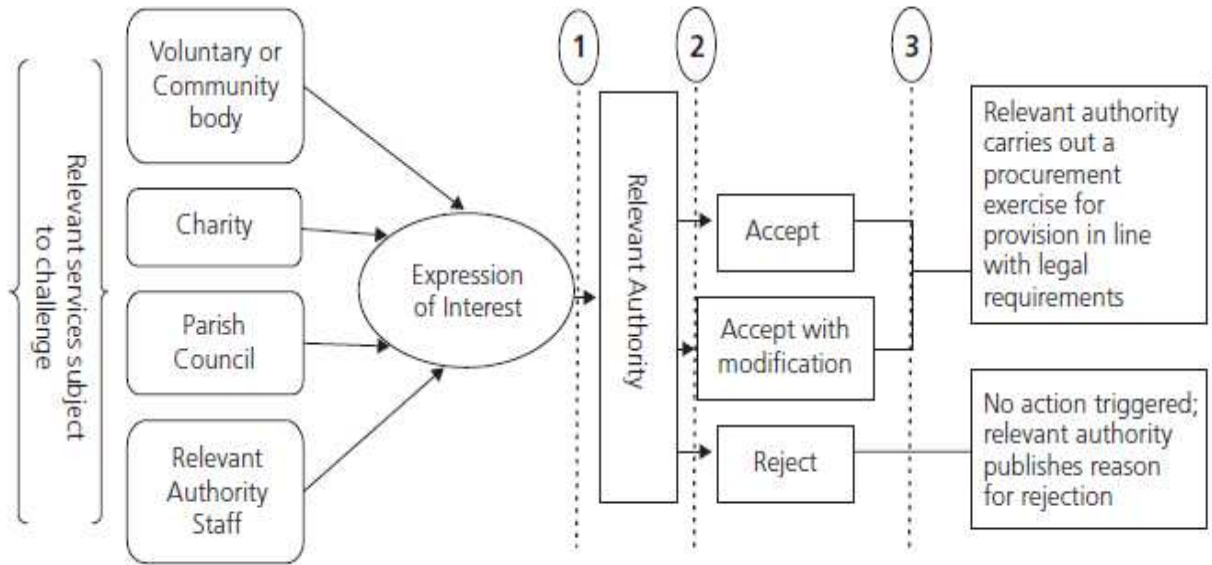 Relevant services subject
to challenge
Voluntary or
Community
body
Charity
Parish
Council
Relevant
Authority
Staff
Expression
of Interest
1
Relevant Authority
2
Accept
Accept with
modification
Reject
3
Relevant authority
carries out a
procurement
exercise for
provision in line
with legal
requirements
No action triggered;
relevant authority
publishes reason
for rejection